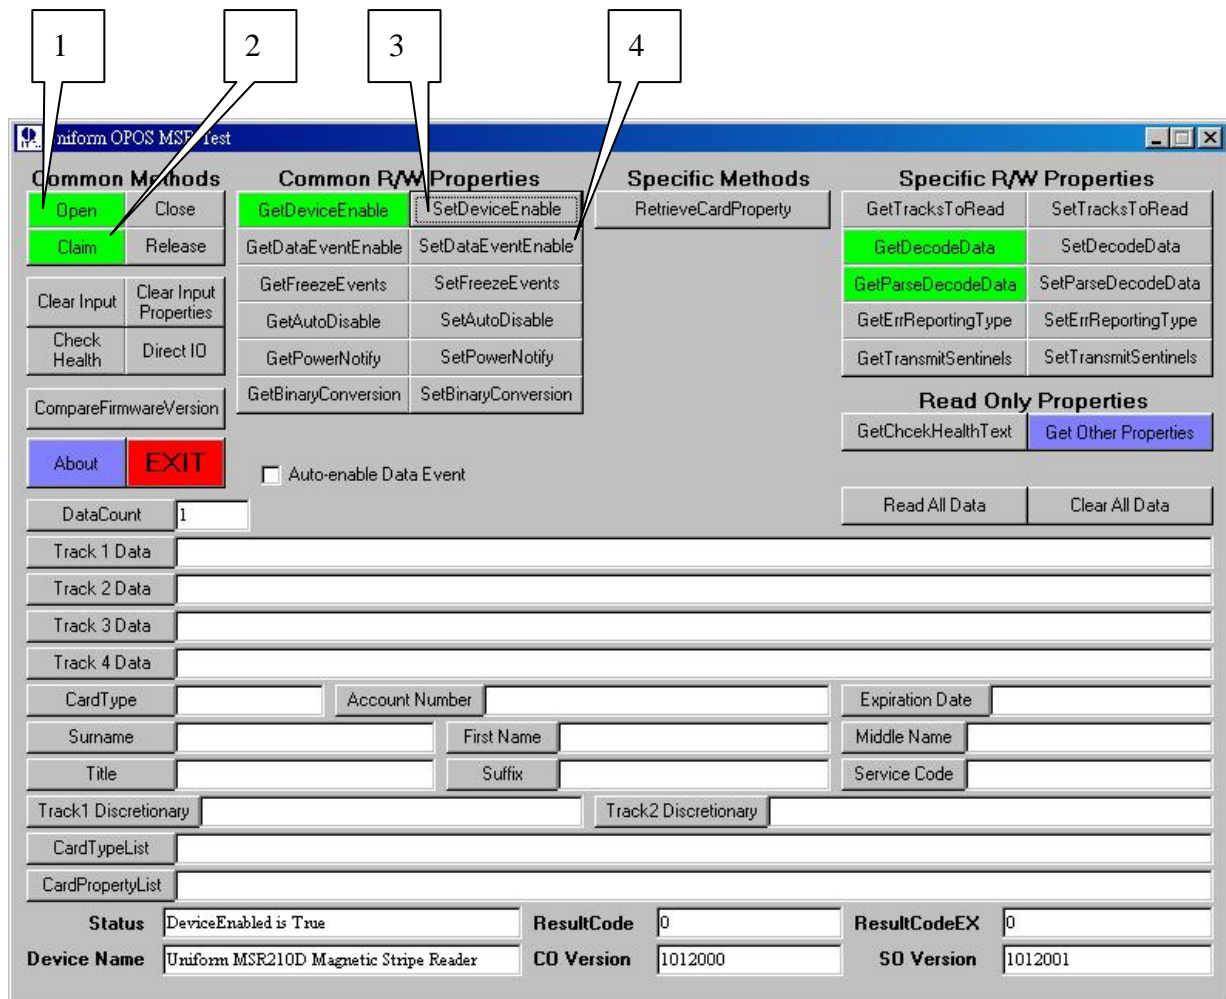 1 2 3 4
niform OPOS MSR Test
Common Methods Common R/W Properties Specific Methods Specific R/W Properties
Open Close GetDeviceEnable SetDeviceEnable RetrieveCardProperty GetTracksToRead SetTracksToRead
Claim Release GetDataEventEnable SetDataEventEnable GetDecodeData SetDecodeData
Clear Input Clear Input Properties GetFreezeEvents SetFreezeEvents GetParseDecodeData SetParseDecodeData
GetAutoDisable SetAutoDisable GetErrReportingType SetErrReportingType
Check Health Direct IO GetPowerNotify SetPowerNotify GetTransmitSentinels SetTransmitSentinels
GetBinaryConversion SetBinaryConversion Read Only Properties
CompareFirmwareVersion
GetChcekHealthText Get Other Properties
About EXIT Auto-enable Data Event
DataCount 1 Read All Data Clear All Data
Track 1 Data
Track 2 Data
Track 3 Data
Track 4 Data
CardType Account Number Expiration Date
Surname First Name Middle Name
Title Suffix Service Code
Track1 Discretionary Track2 Discretionary
CardTypeList
CardPropertyList
Status DeviceEnabled is True ResultCode 0 ResultCodeEX 0
Device Name Uniform MSR210D Magnetic Stripe Reader CO Version 1012000 SO Version 1012001